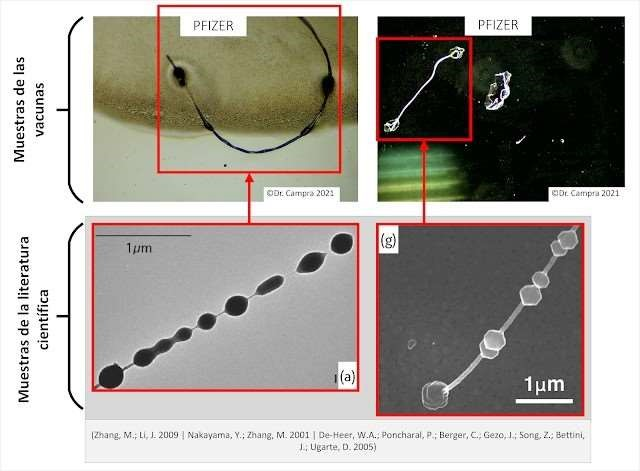 PFIZER
PFIZER
Muestras de las
vacunas
©Dr. Campra 2021
©Dr. Campra 2021
Muestras de la literatura
científica
1µm
(a)
(g)
1µm
(Zhang, M.; Li, J. 2009 | Nakayama, Y.; Zhang, M. 2001 | De-Heer, W.A.; Poncharal, P.; Berger, C.; Gezo, J.; Song, Z.; Bettini,
J.; Ugarte, D. 2005)